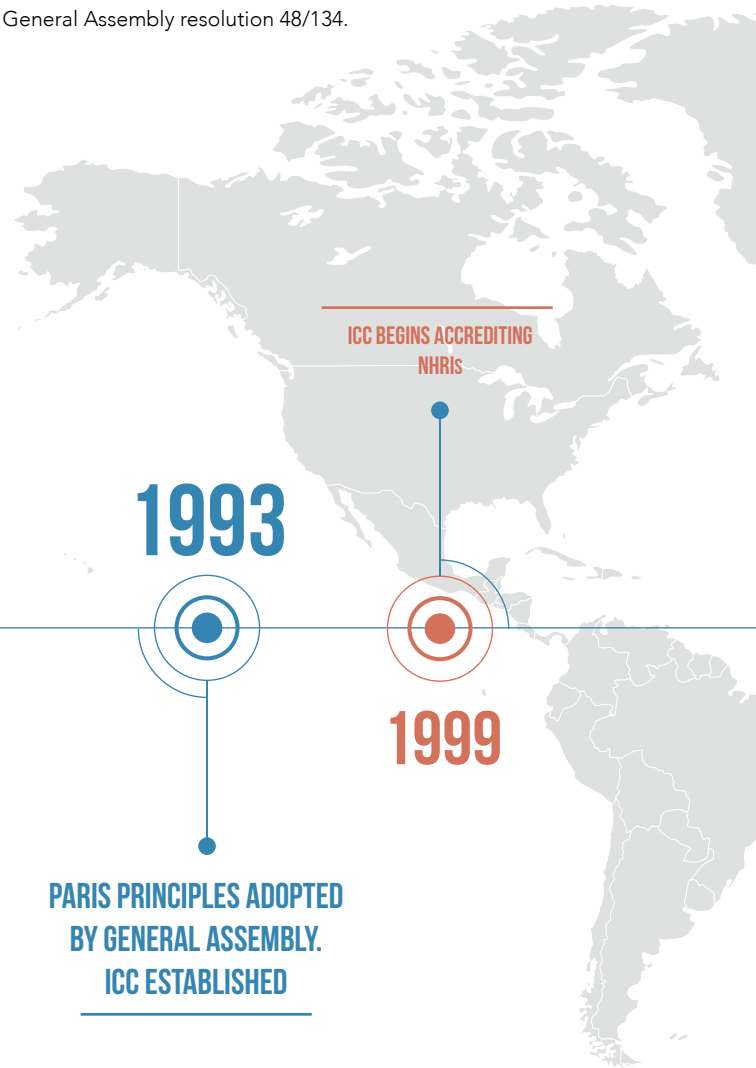 General Assembly resolution 48/134.
ICC BEGINS ACCREDITING
NHRIs
1993
1999
PARIS PRINCIPLES ADOPTED
BY GENERAL ASSEMBLY.
ICC ESTABLISHED